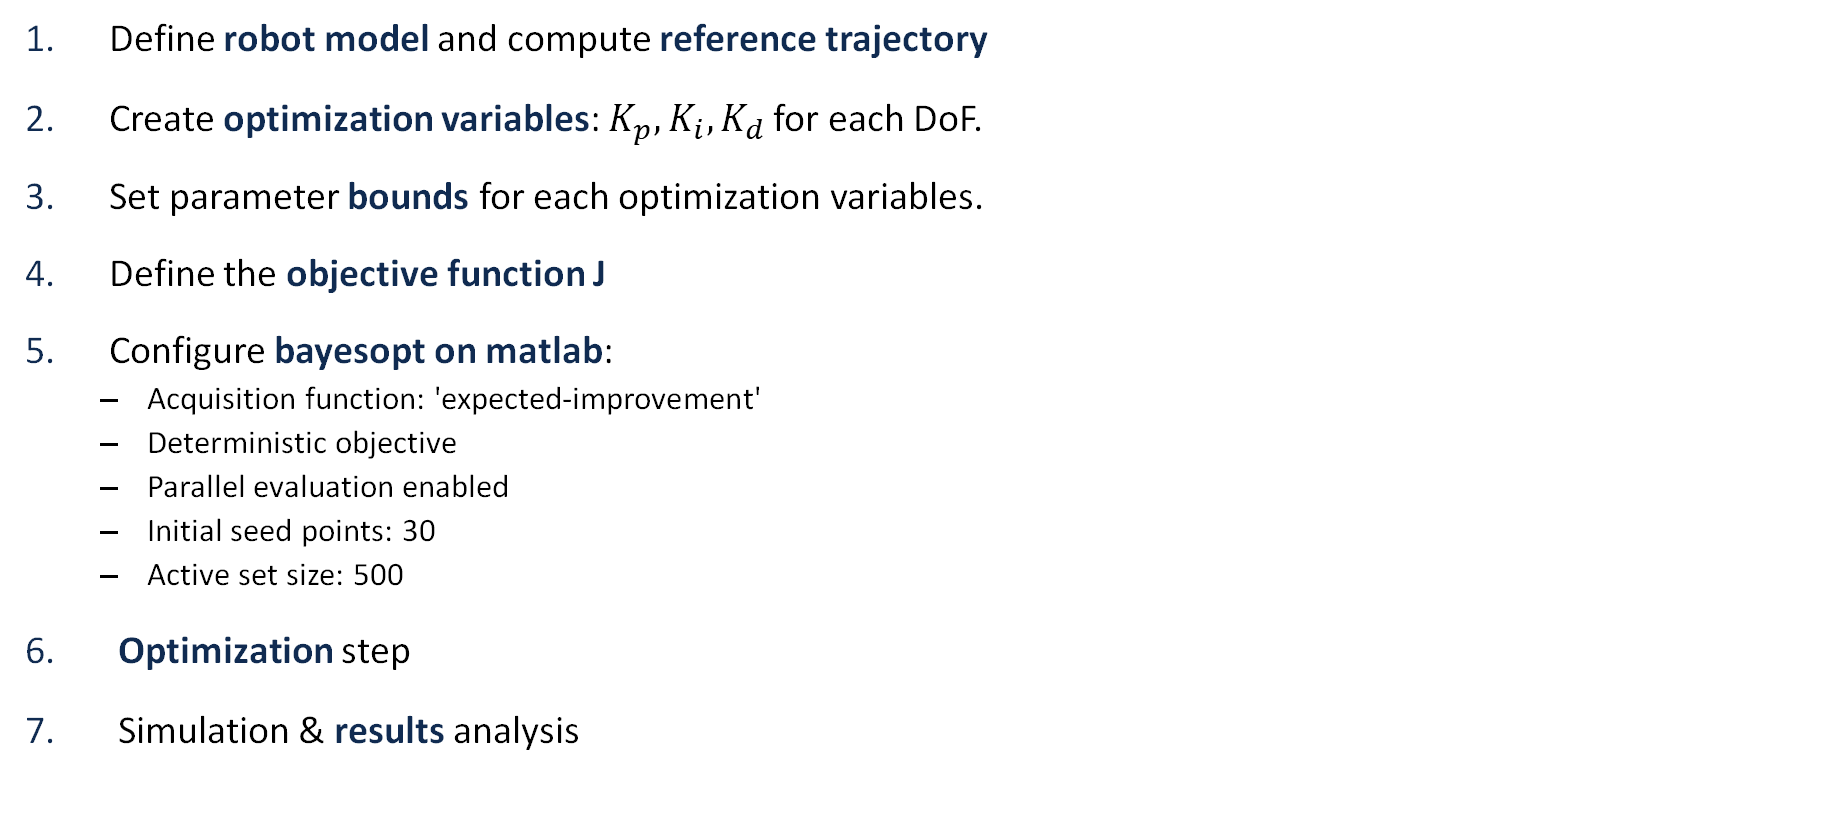 1. Define robot model and compute reference trajectory
2. Create optimization variables: K_p, K_i, K_d for each DoF.
3. Set parameter bounds for each optimization variables.
4. Define the objective function J
5. Configure bayesopt on matlab:
– Acquisition function: 'expected-improvement'
– Deterministic objective
– Parallel evaluation enabled
– Initial seed points: 30
– Active set size: 500
6. Optimization step
7. Simulation & results analysis